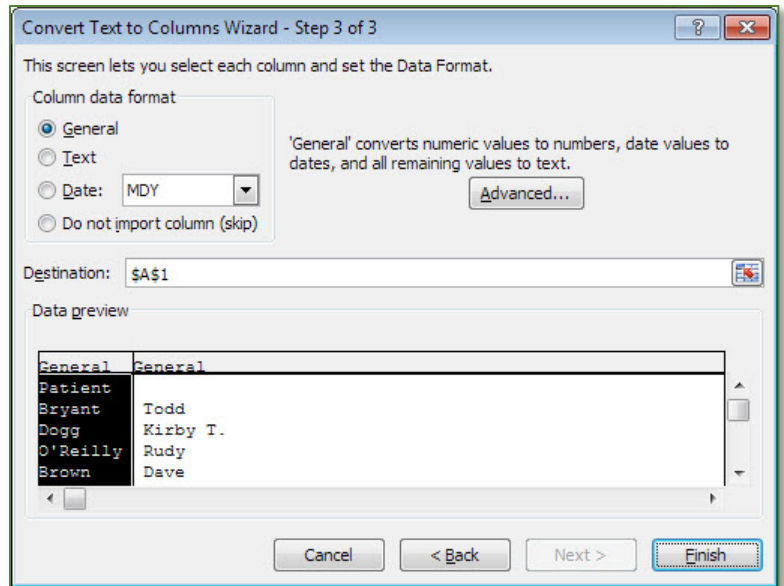 Convert Text to Columns Wizard - Step 3 of 3
This screen lets you select each column and set the Data Format.
Column data format
General
Text
Date: MDY
Do not import column (skip)
'General' converts numeric values to numbers, date values to
dates, and all remaining values to text.
Advanced...
Destination: $A$1
Data preview
General General
Patient
Bryant Todd
Dogg Kirby T.
O'Reilly Rudy
Brown Dave
Cancel < Back Next > Finish